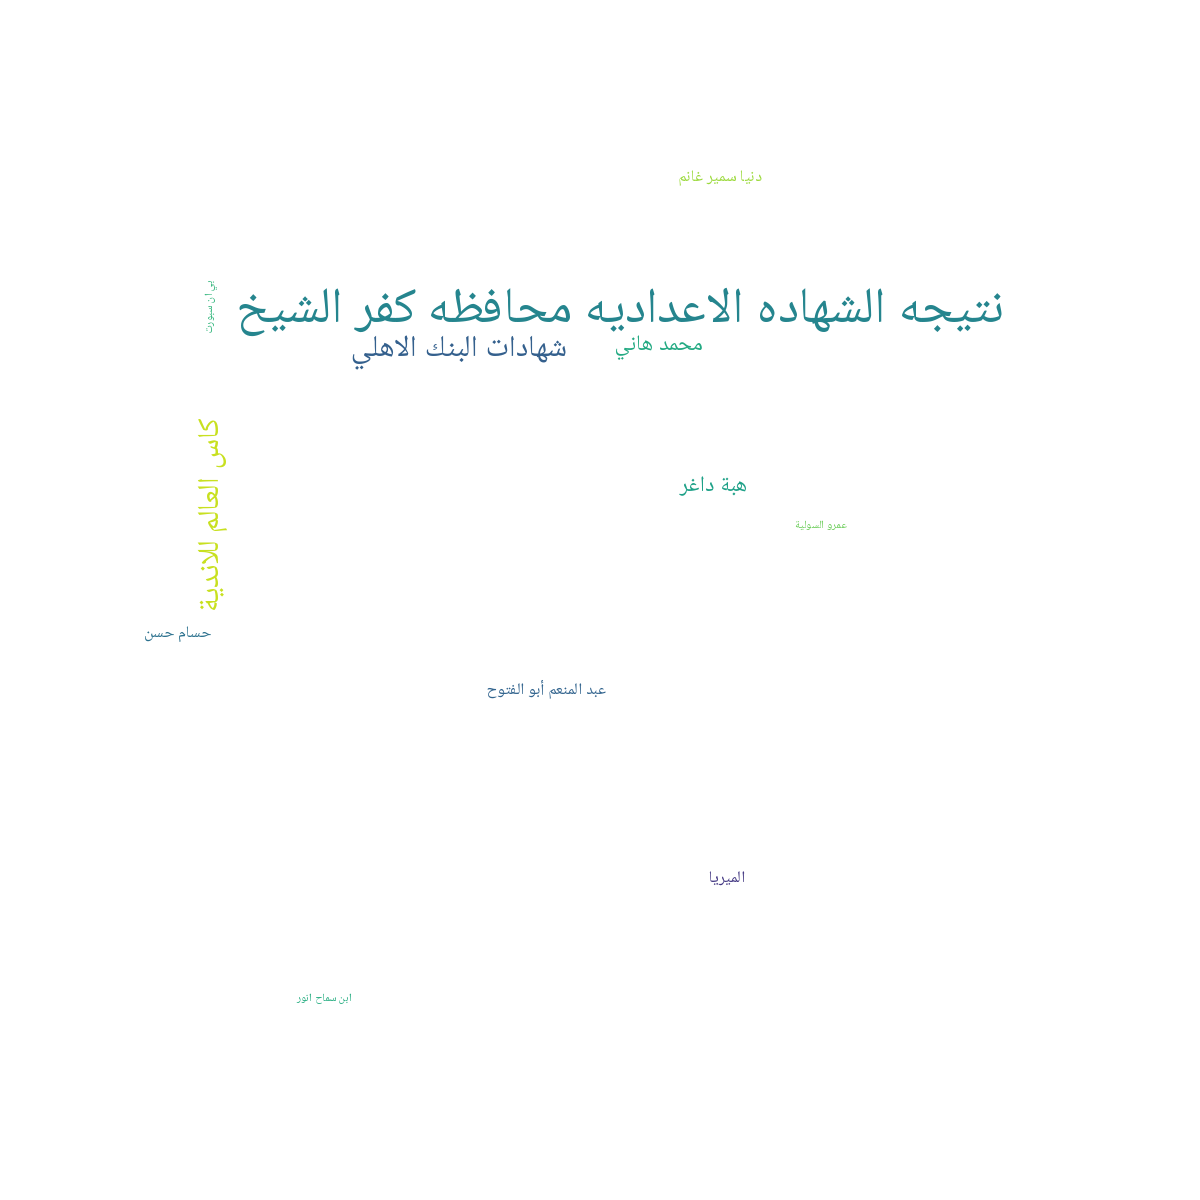 دنيا سمير غانم
بي ان سبورت
نتيجه الشهاده الاعداديه محافظه كفر الشيخ
محمد هاني
شهادات البنك الاهلي
كاس العالم للاندية
هبة داغر
عمرو السولية
حسام حسن
عبد المنعم أبو الفتوح
الميريا
ابن سماح انور